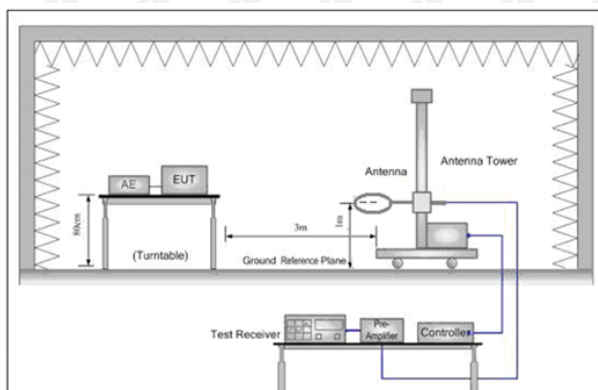 Antenna
Antenna Tower
AE
EUT
80cm
(Turntable)
3m
1m
Ground Reference Plane
Test Receiver
Pre-
Amplifier
Controller